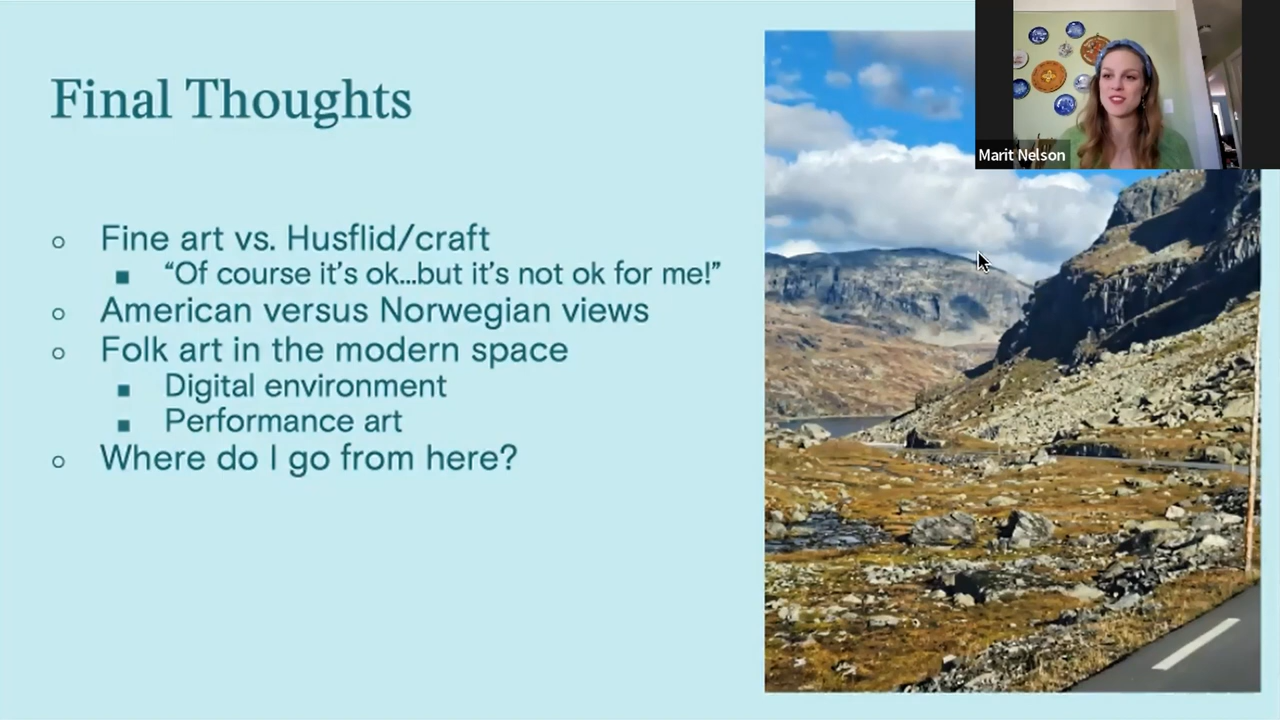 Final Thoughts
Marit Nelson
Fine art vs. Husflid/craft
“Of course it’s ok...but it’s not ok for me!”
American versus Norwegian views
Folk art in the modern space
Digital environment
Performance art
Where do I go from here?